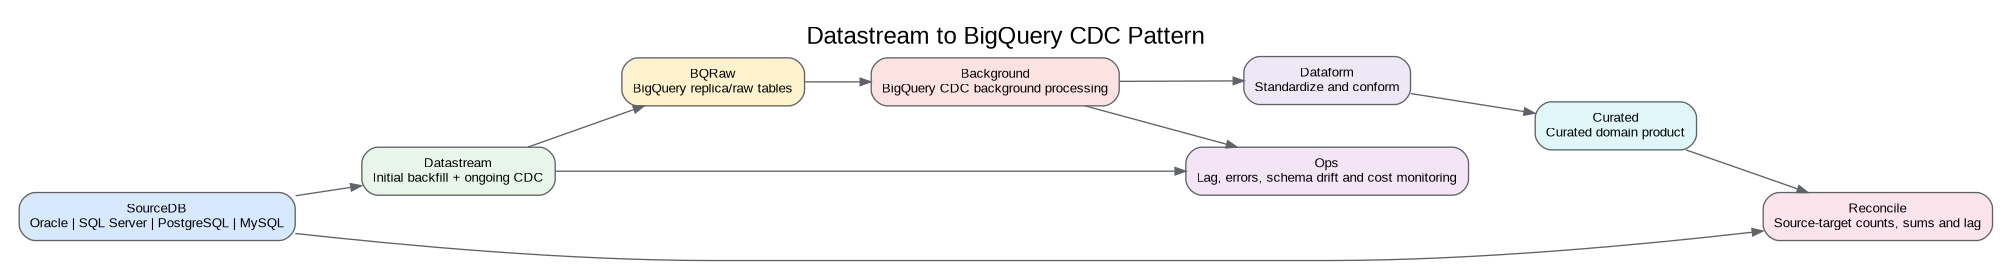 Datastream to BigQuery CDC Pattern
BQRaw
BigQuery replica/raw tables
Background
BigQuery CDC background processing
Dataform
Standardize and conform
Curated
Curated domain product
Datastream
Initial backfill + ongoing CDC
Ops
Lag, errors, schema drift and cost monitoring
SourceDB
Oracle | SQL Server | PostgreSQL | MySQL
Reconcile
Source-target counts, sums and lag